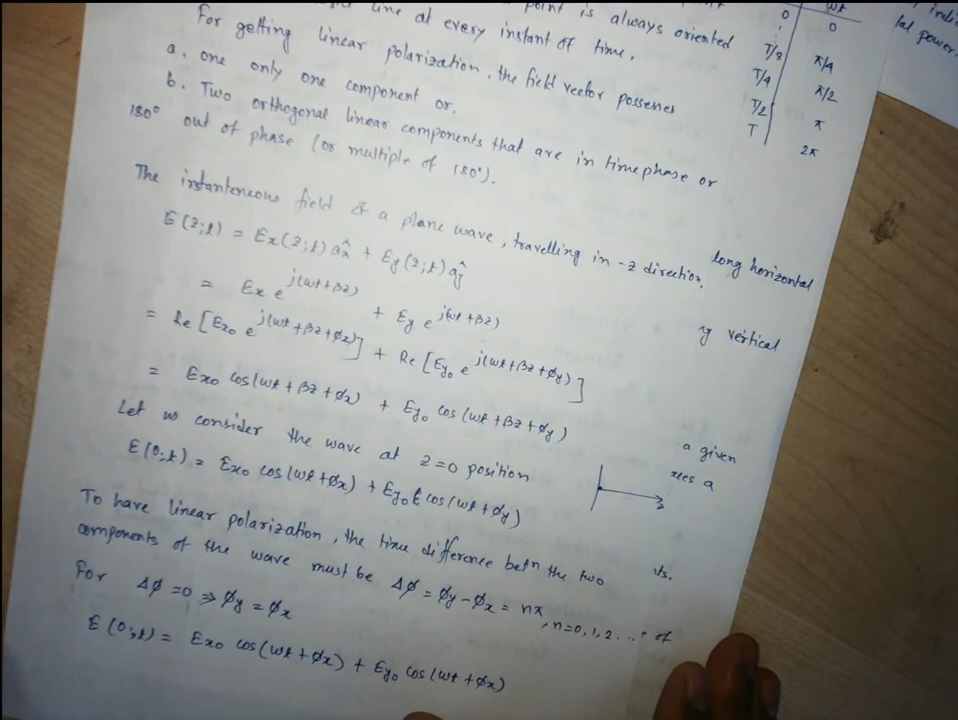 line at every instant of time.
point is always oriented
For getting linear polarization, the field vector possenes
a. one only one component or,
b. Two orthogonal linear components that are in time phase or
180° out of phase (or multiple of 180°).
The instanteneous field of a plane wave, travelling in -z direction,
E(z;t) = Ex(z;t) ax̂ + Ey(z;t) aŷ
= Ex e^j(ωt+βz) + Ey e^j(ωt+βz)
= Re [Exo e^j(ωt+βz+φx)] + Re [Eyo e^j(ωt+βz+φy)]
= Exo cos(ωt+βz+φx) + Eyo cos(ωt+βz+φy)
Let us consider the wave at z=0 position
E(0;t) = Exo cos(ωt+φx) + Eyo cos(ωt+φy)
To have linear polarization, the time difference betn the two
components of the wave must be Δφ = φy-φx = nπ
, n=0,1,2....
For Δφ=0 ⇒ φy = φx
E(0;t) = Exo cos(ωt+φx) + Eyo cos(ωt+φx)
ωt
0 0
T/8 π/4
T/4 π/2
T/2 π
T 2π
power
long horizontal
vertical
a given
a
of